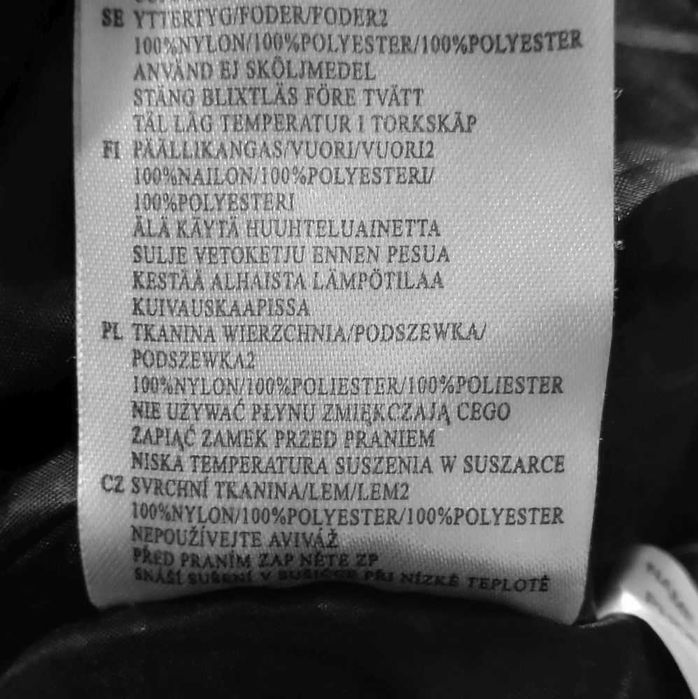 SE YTTERTYG/FODER/FODER2
100%NYLON/100%POLYESTER/100%POLYESTER
ANVÄND EJ SKÖLJMEDEL
STÄNG BLIXTLÅS FÖRE TVÄTT
TÅL LÅG TEMPERATUR I TORKSKÅP
FI PÄÄLLIKANGAS/VUORI/VUORI2
100%NAILON/100%POLYESTERI/
100%POLYESTERI
ÄLÄ KÄYTÄ HUUHTELUAINETTA
SULJE VETOKETJU ENNEN PESUA
KESTÄÄ ALHAISTA LÄMPÖTILAA
KUIVAUSKAAPISSA
PL TKANINA WIERZCHNIA/PODSZEWKA/
PODSZEWKA2
100%NYLON/100%POLIESTER/100%POLIESTER
NIE UZYWAĆ PŁYNU ZMIĘKCZAJĄ CEGO
ZAPIĄĆ ZAMEK PRZED PRANIEM
NISKA TEMPERATURA SUSZENIA W SUSZARCE
CZ SVRCHNÍ TKANINA/LEM/LEM2
100%NYLON/100%POLYESTER/100%POLYESTER
NEPOUŽÍVEJTE AVIVÁŽ
PŘED PRANÍM ZAP NĚTE ZP
SNÁŠÍ SUŠENÍ V SUŠIČCE PŘI NÍZKÉ TEPLOTĚ